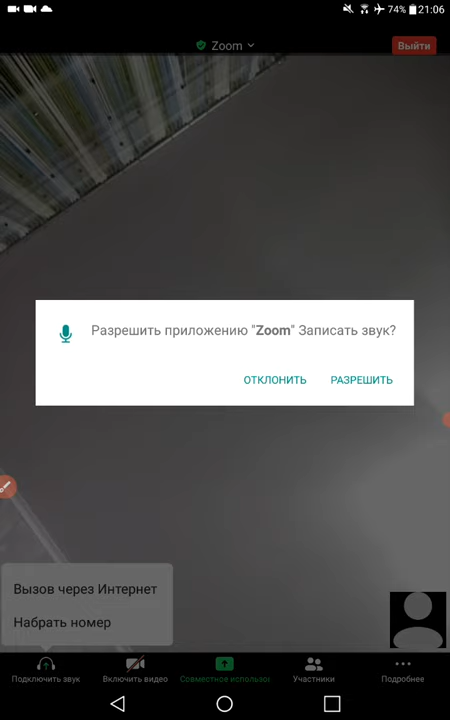 74% 21:06
Zoom
Выйти
Разрешить приложению "Zoom" Записать звук?
ОТКЛОНИТЬ РАЗРЕШИТЬ
Вызов через Интернет
Набрать номер
Подключить звук Включить видео Совместное использов Участники Подробнее